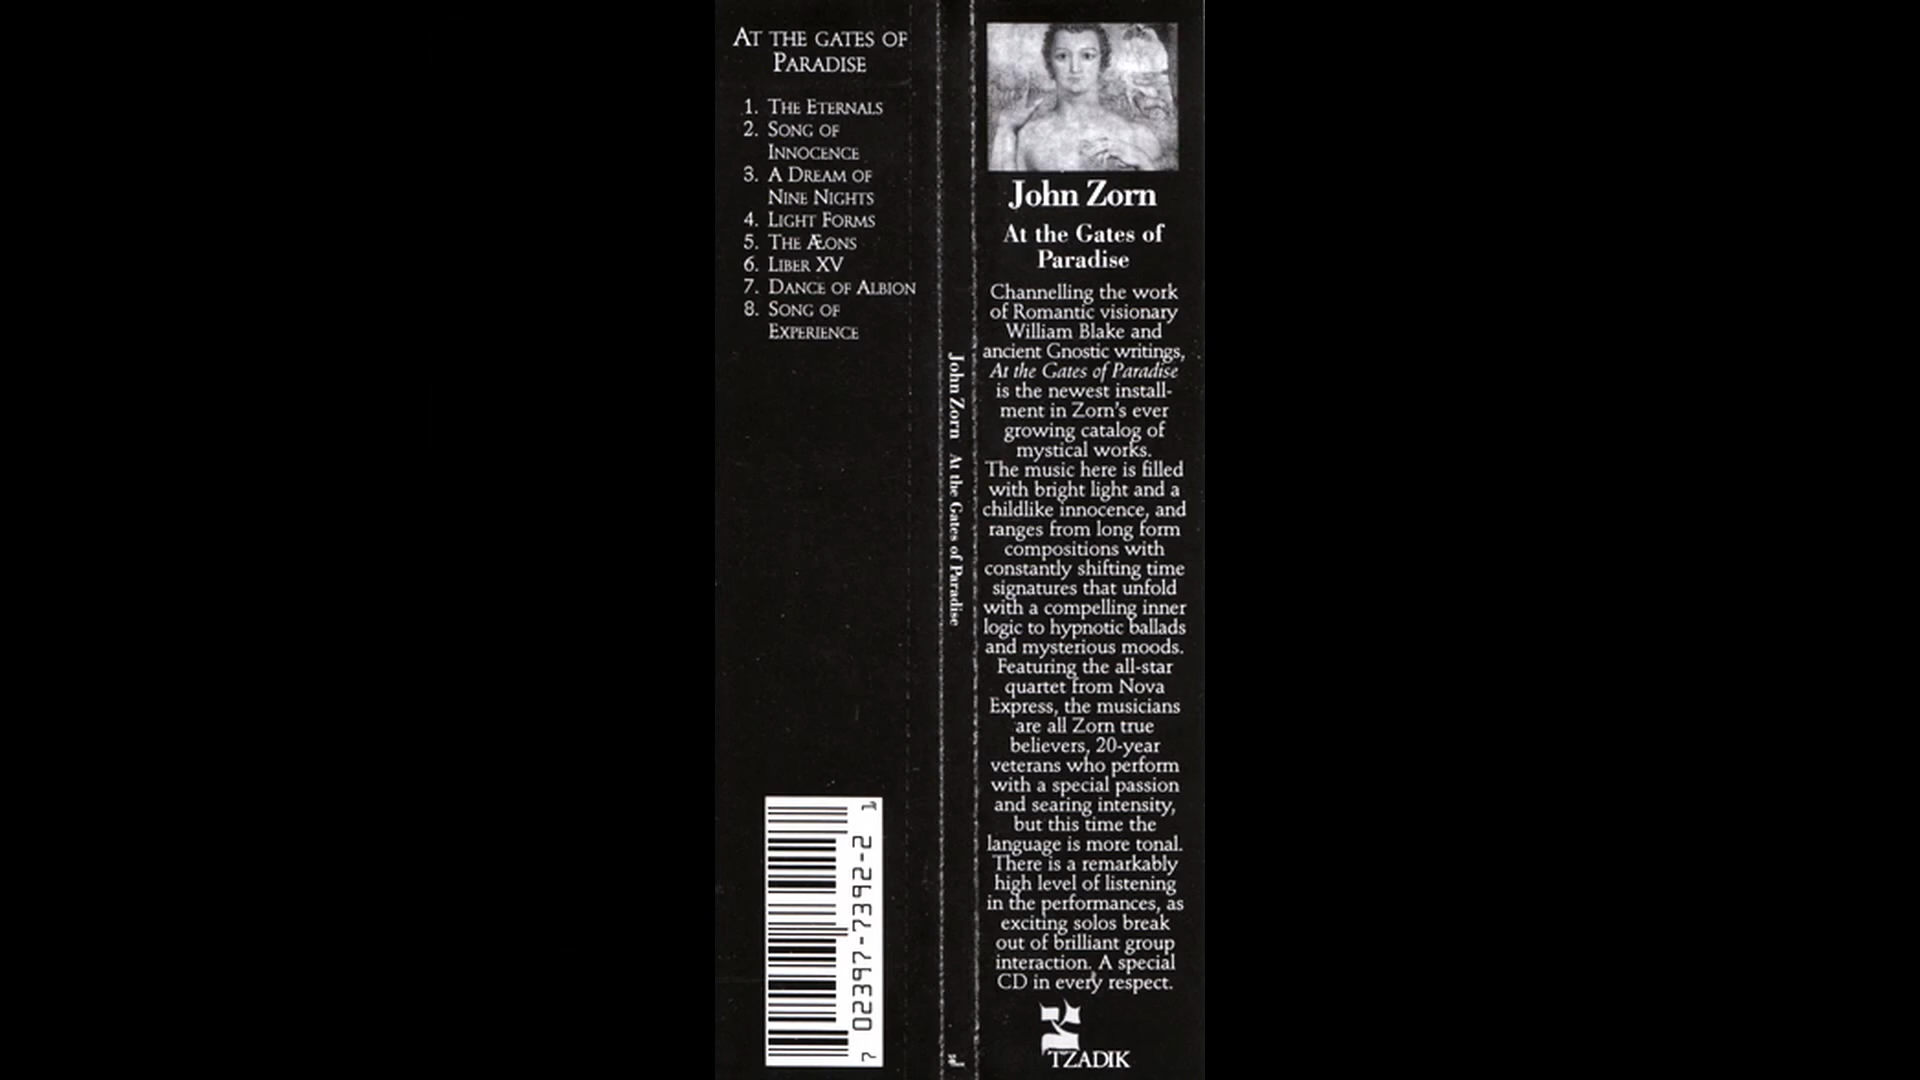 AT THE GATES OF
PARADISE
1. THE ETERNALS
2. SONG OF
INNOCENCE
3. A DREAM OF
NINE NIGHTS
4. LIGHT FORMS
5. THE ÆONS
6. LIBER XV
7. DANCE OF ALBION
8. SONG OF
EXPERIENCE
7 02397-7392-2 1
John Zorn At the Gates of Paradise
John Zorn
At the Gates of
Paradise
Channelling the work
of Romantic visionary
William Blake and
ancient Gnostic writings,
At the Gates of Paradise
is the newest install-
ment in Zorn's ever
growing catalog of
mystical works.
The music here is filled
with bright light and a
childlike innocence, and
ranges from long form
compositions with
constantly shifting time
signatures that unfold
with a compelling inner
logic to hypnotic ballads
and mysterious moods.
Featuring the all-star
quartet from Nova
Express, the musicians
are all Zorn true
believers, 20-year
veterans who perform
with a special passion
and searing intensity,
but this time the
language is more tonal.
There is a remarkably
high level of listening
in the performances, as
exciting solos break
out of brilliant group
interaction. A special
CD in every respect.
צ
TZADIK